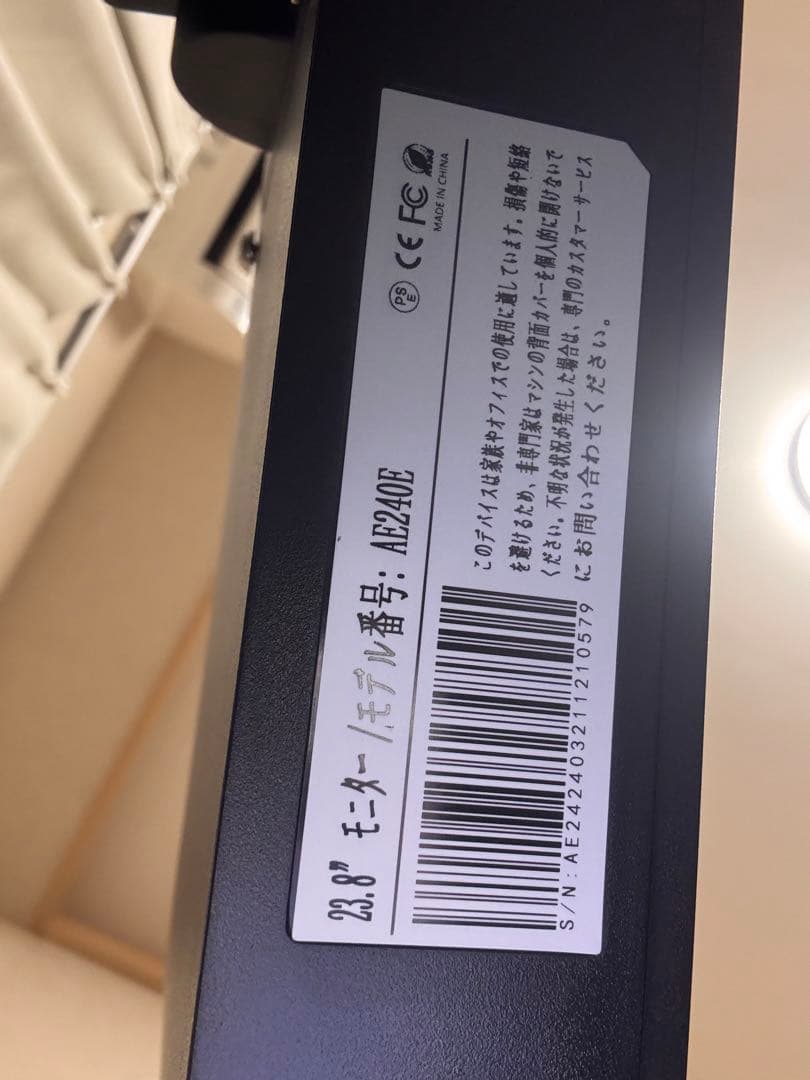 23.8” モニター /モデル番号: AE240E
PS
E
CE FC
MADE IN CHINA
このデバイスは家族やオフィスでの使用に適しています。損傷や短絡
を避けるため、非専門家はマシンの背面カバーを個人的に開けないで
ください。不明な状況が発生した場合は、専門のカスタマーサービス
にお問い合わせください。
S/N:AE2424032111210579